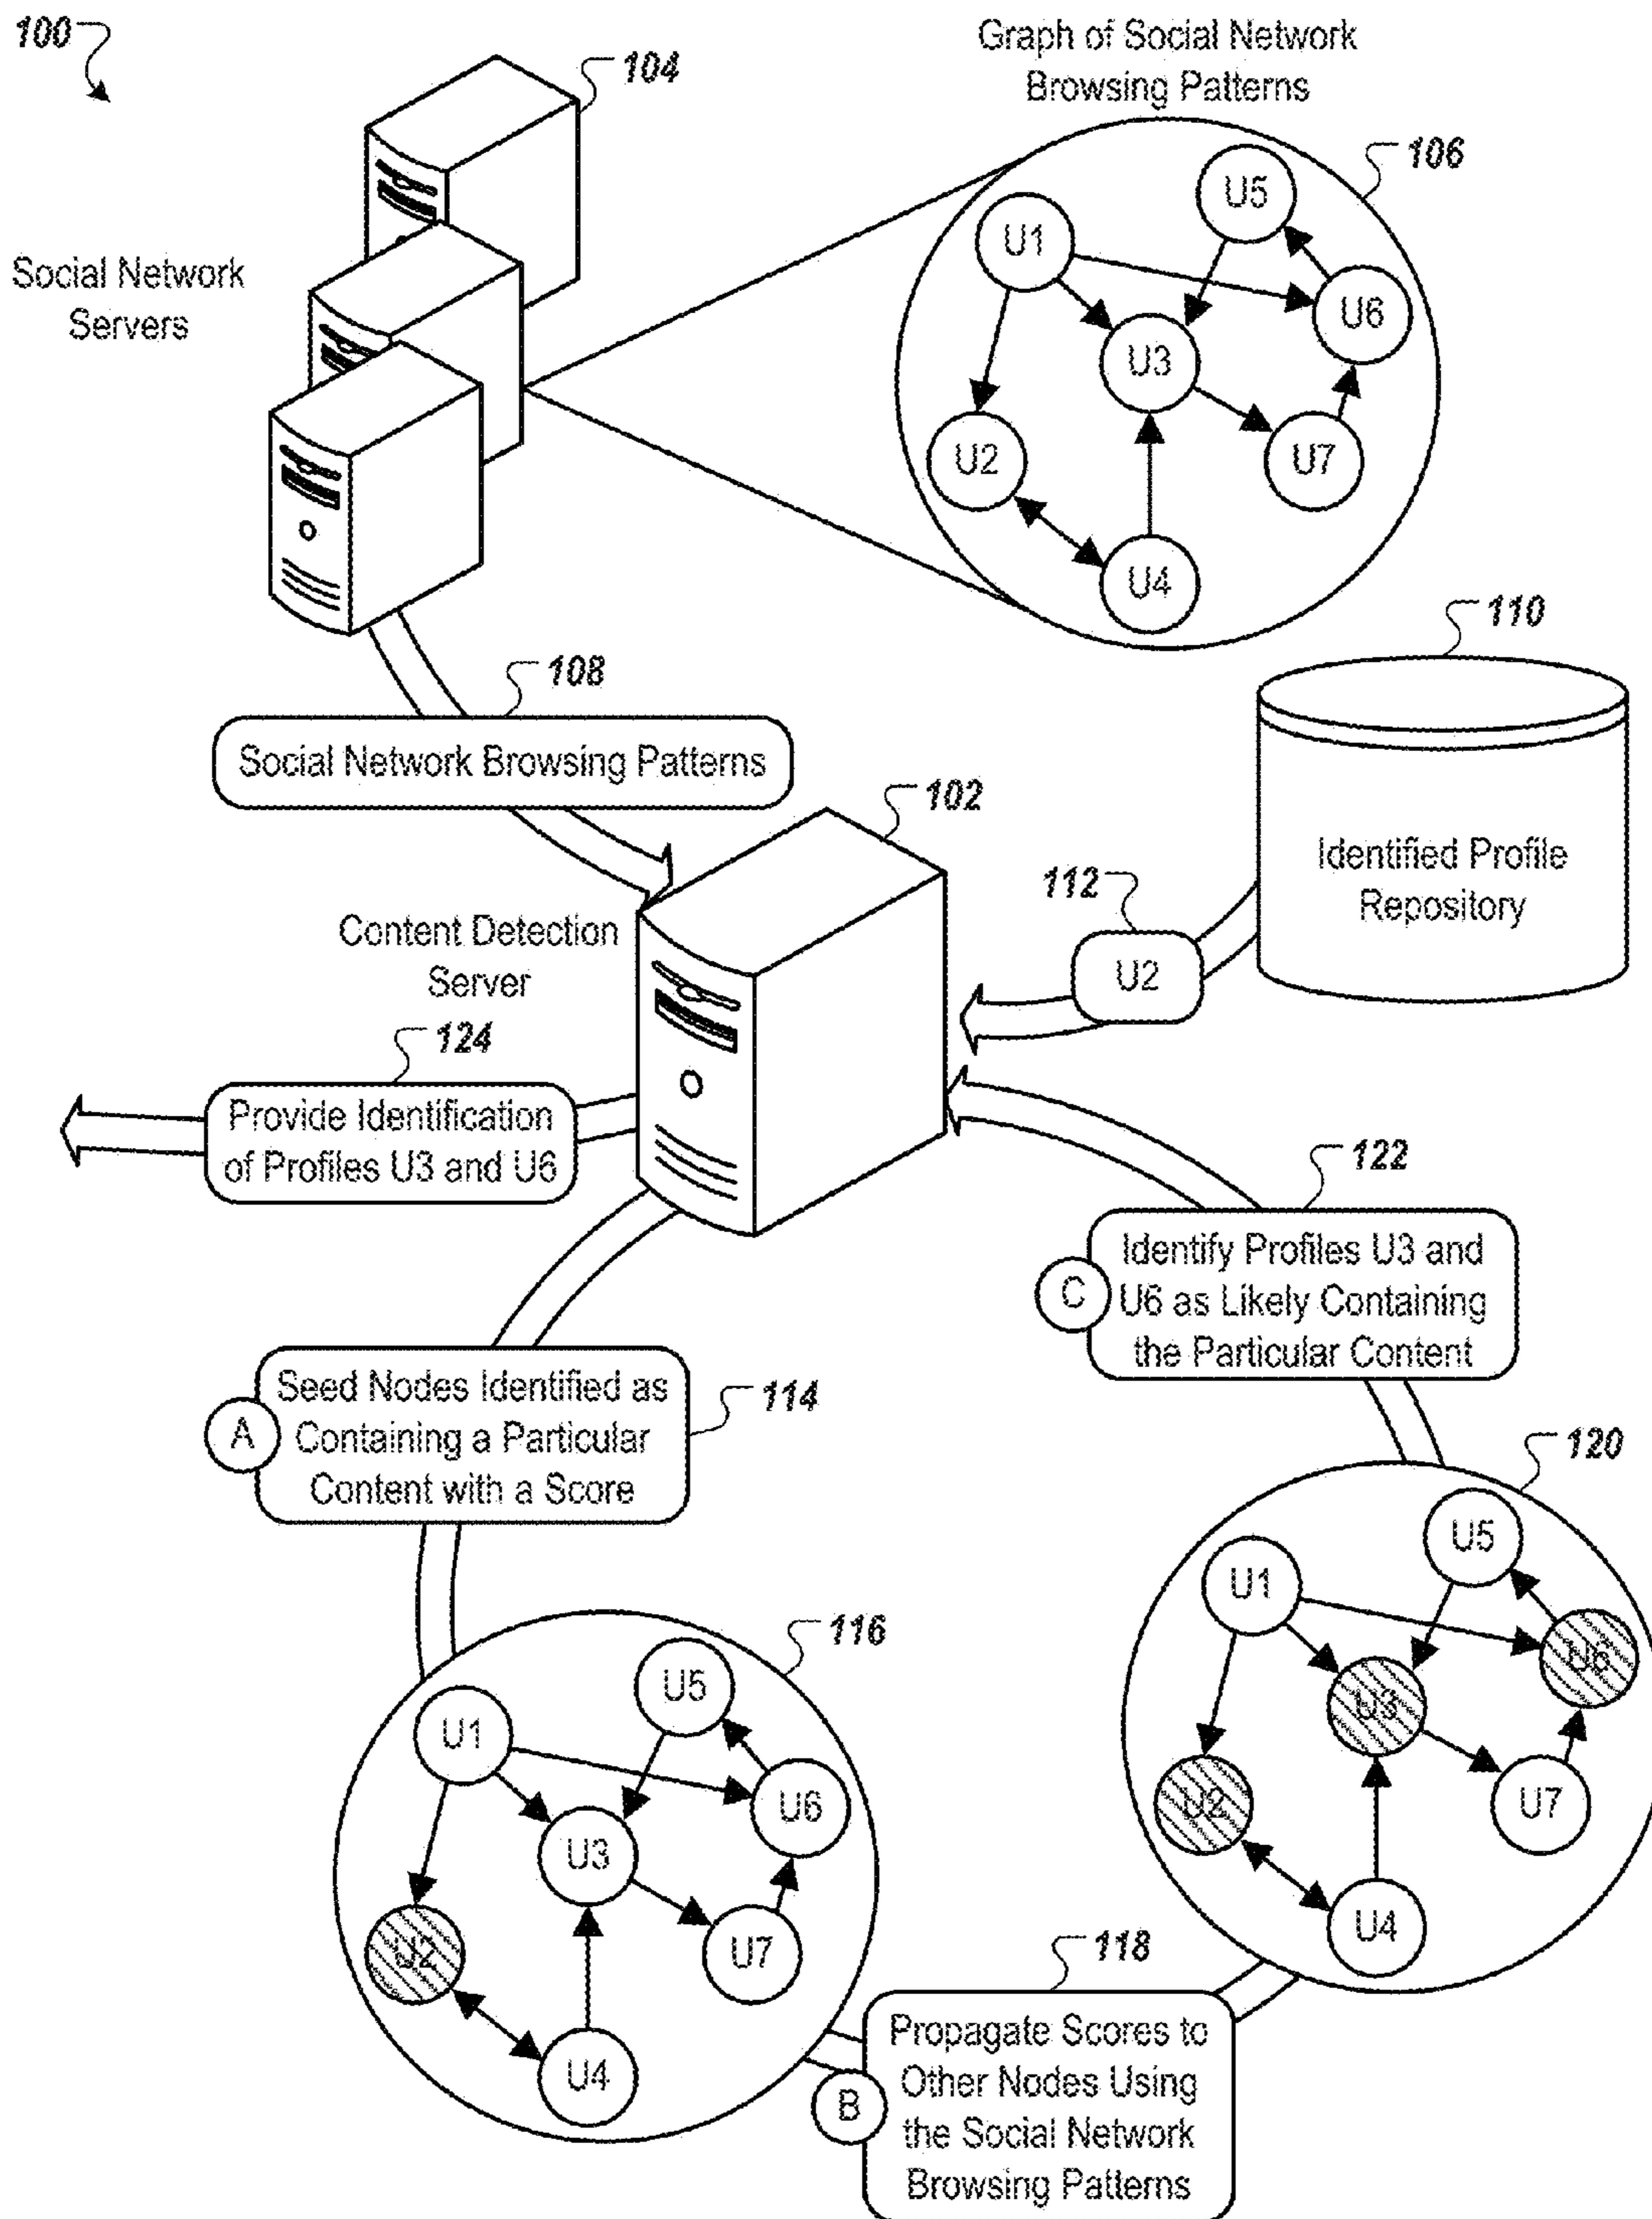 100
104
Graph of Social Network
Browsing Patterns
106
U5
U1
U6
U3
U2
U7
U4
Social Network
Servers
108
Social Network Browsing Patterns
110
Identified Profile
Repository
102
112
U2
Content Detection
Server
124
Provide Identification
of Profiles U3 and U6
122
C
Identify Profiles U3 and
U6 as Likely Containing
the Particular Content
A
Seed Nodes Identified as
Containing a Particular
Content with a Score
114
120
U5
U1
U6
U3
U2
U7
U4
116
U5
U1
U6
U3
U2
U7
U4
118
B
Propagate Scores to
Other Nodes Using
the Social Network
Browsing Patterns